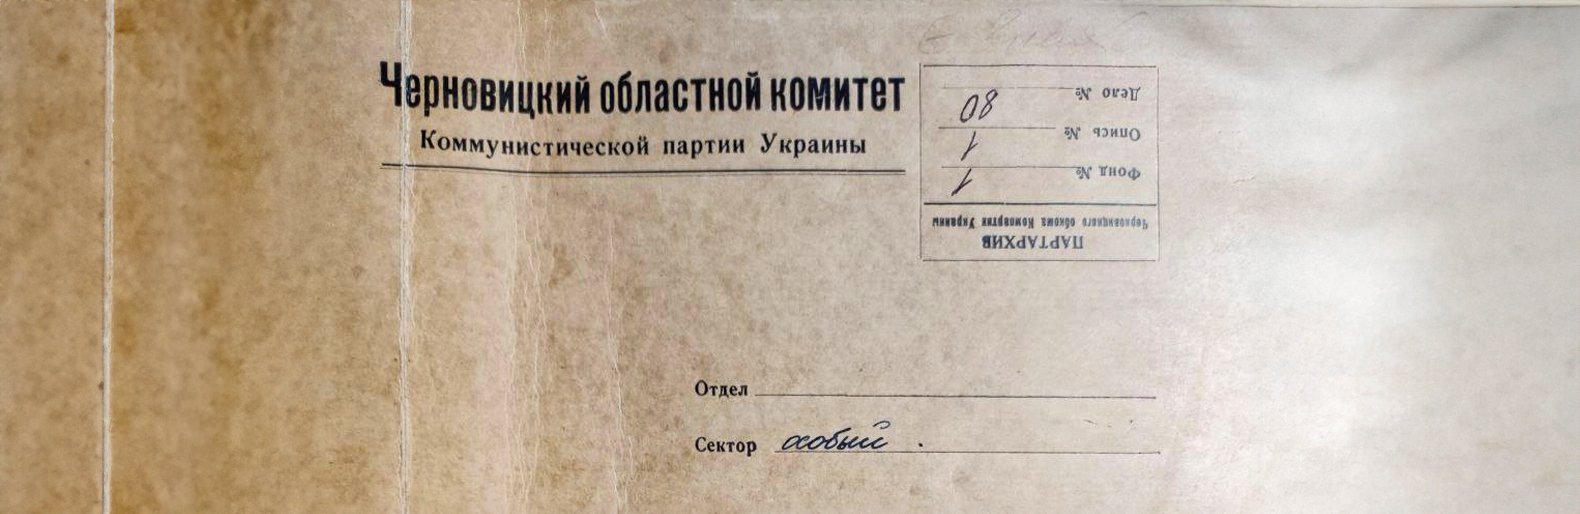 Черновицкий областной комитет
Коммунистической партии Украины
ПАРТАРХИВ
Черновицкого обкома Компартии Украины
Фонд № 1
Опись № 1
Дело № 80
Отдел
Сектор особый.